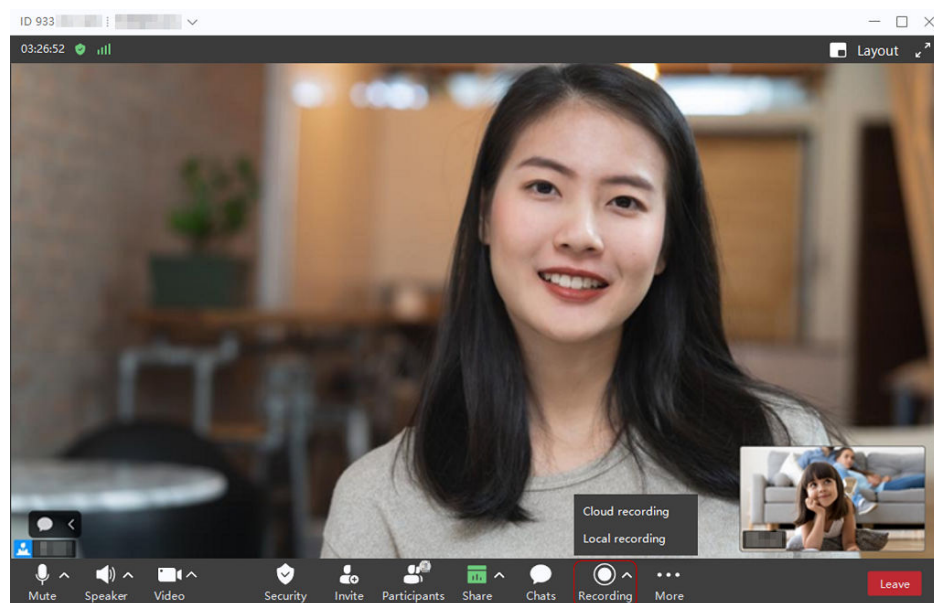 ID 933
03:26:52
Layout
Cloud recording
Local recording
Mute Speaker Video Security Invite Participants Share Chats Recording More Leave